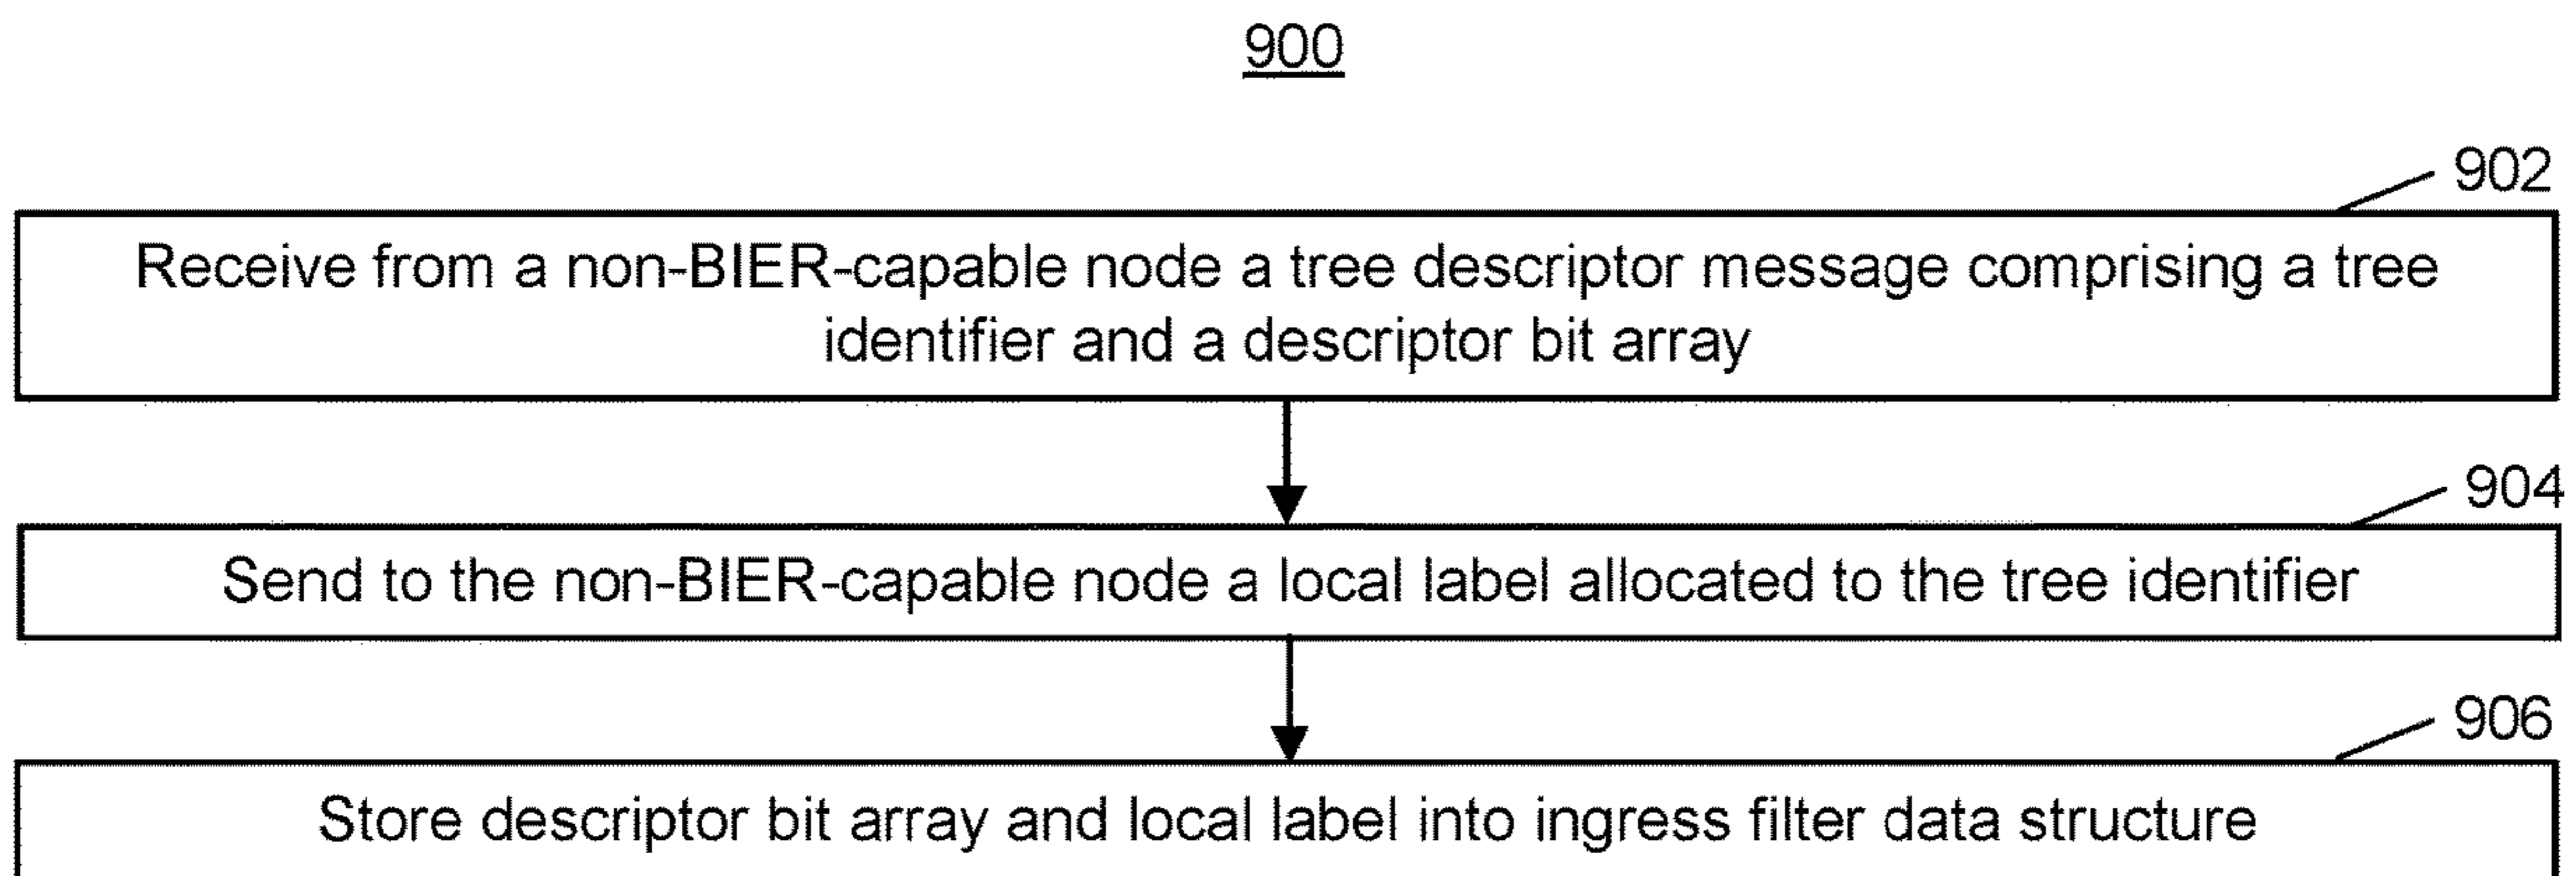 900
902
Receive from a non-BIER-capable node a tree descriptor message comprising a tree
identifier and a descriptor bit array
904
Send to the non-BIER-capable node a local label allocated to the tree identifier
906
Store descriptor bit array and local label into ingress filter data structure